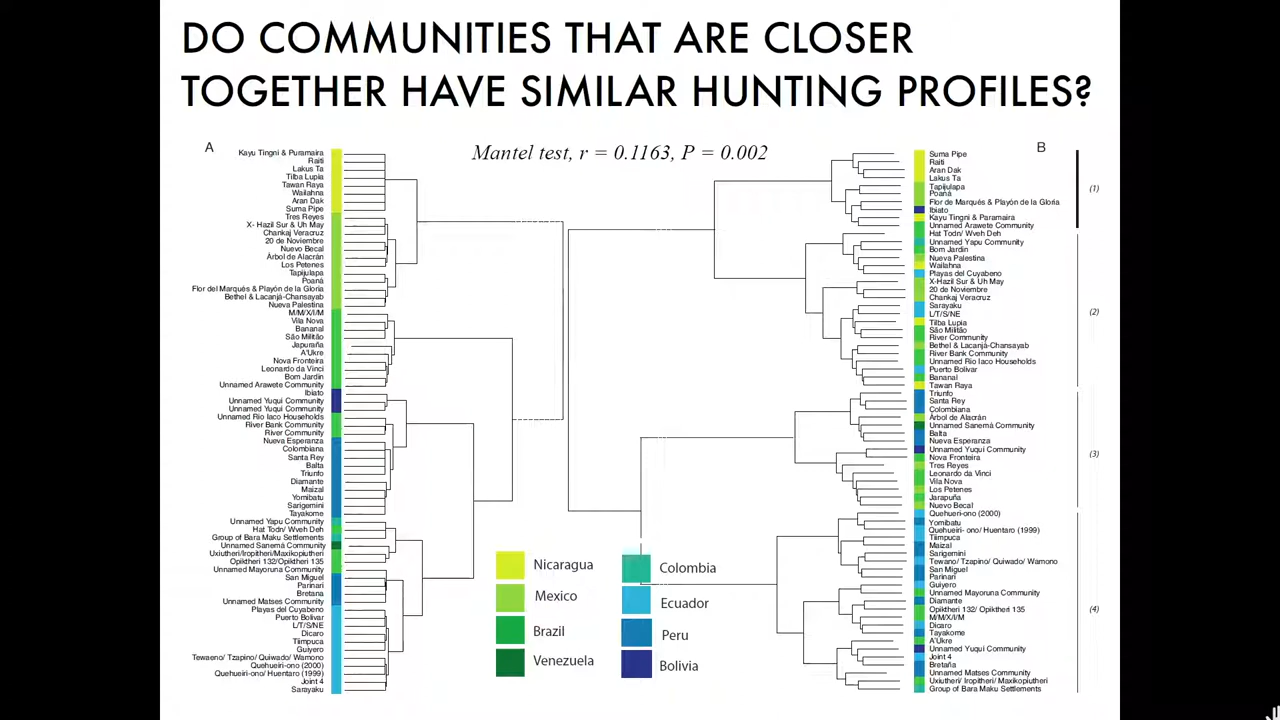 DO COMMUNITIES THAT ARE CLOSER
TOGETHER HAVE SIMILAR HUNTING PROFILES?
Mantel test, r = 0.1163, P = 0.002
A
Kayu Tingni & Puramaira
Raiti
Lakus Ta
Tilba Lupia
Tawan Raya
Wailahna
Aran Dak
Suma Pipe
Tres Reyes
X- Hazil Sur & Uh May
Chankaj Veracruz
20 de Noviembre
Nuevo Becal
Árbol de Alacrán
Los Petenes
Tapijulapa
Poaná
Flor del Marqués & Playón de la Gloria
Bethel & Lacanjá-Chansayab
Nueva Palestina
M/M/X/I/M
Vila Nova
Bananal
São Militão
Japuraña
A'Ukre
Nova Fronteira
Leonardo da Vinci
Bom Jardin
Unnamed Arawete Community
Ibiato
Unnamed Yuqui Community
Unnamed Yuqui Community
Unnamed Rio Iaco Households
River Bank Community
River Community
Nueva Esperanza
Colombiana
Santa Rey
Balta
Triunfo
Diamante
Maizal
Yomibatu
Sarigemini
Tayakome
Unnamed Yapu Community
Hat Todn/ Wveh Deh
Group of Bara Maku Settlements
Unnamed Sanemá Community
Uxiutheri/Iropitheri/Maxikopiutheri
Opiktheri 132/Opiktheri 135
Unnamed Mayoruna Community
San Miguel
Parinari
Bretana
Unnamed Matses Community
Playas del Cuyabeno
Puerto Bolivar
L/T/S/NE
Dicaro
Tiimpuca
Guiyero
Tewaeno/ Tzapino/ Quiwado/ Wamono
Quehueiri-ono (2000)
Quehueiri-ono/ Huentaro (1999)
Joint 4
Sarayaku
B
Suma Pipe
Raiti
Aran Dak
Lakus Ta
Tapijulapa
Poaná
Flor de Marqués & Playón de la Gloria
Ibiato
Kayu Tingni & Paramaira
Unnamed Arawete Community
Hat Todn/ Wveh Deh
Unnamed Yapu Community
Bom Jardin
Nueva Palestina
Wailahna
Playas del Cuyabeno
X-Hazil Sur & Uh May
20 de Noviembre
Chankaj Veracruz
Sarayaku
L/T/S/NE
Tilba Lupia
São Militão
River Community
Bethel & Lacanjá-Chansayab
River Bank Community
Unnamed Rio Iaco Households
Puerto Bolivar
Bananal
Tawan Raya
Triunfo
Santa Rey
Colombiana
Árbol de Alacrán
Unnamed Sanemá Community
Balta
Nueva Esperanza
Unnamed Yuqui Community
Nova Fronteira
Tres Reyes
Leonardo da Vinci
Vila Nova
Los Petenes
Jarapuña
Nuevo Becal
Quehueri-ono (2000)
Yomibatu
Quehueiri- ono/ Huentaro (1999)
Tiimpuca
Maizal
Sarigemini
Tewano/ Tzapino/ Quiwado/ Wamono
San Miguel
Parinari
Guiyero
Unnamed Mayoruna Community
Diamante
Opiktheri 132/ Opiktheri 135
M/M/X/I/M
Dicaro
Tayakome
A'Ukre
Unnamed Yuqui Community
Joint 4
Bretaña
Unnamed Matses Community
Uxiutheri/ Iropitheri/ Maxikopiutheri
Group of Bara Maku Settlements
(1)
(2)
(3)
(4)
Nicaragua
Mexico
Brazil
Venezuela
Colombia
Ecuador
Peru
Bolivia